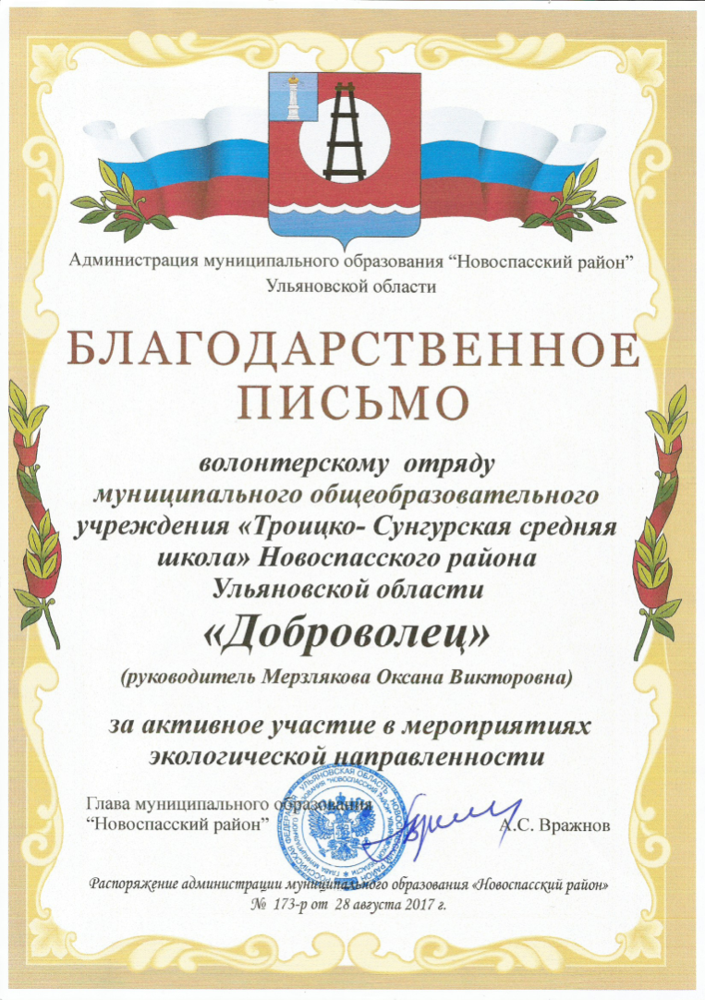 Администрация муниципального образования “Новоспасский район”
Ульяновской области
БЛАГОДАРСТВЕННОЕ
ПИСЬМО
волонтерскому отряду
муниципального общеобразовательного
учреждения «Троицко- Сунгурская средняя
школа» Новоспасского района
Ульяновской области
«Доброволец»
(руководитель Мерзлякова Оксана Викторовна)
за активное участие в мероприятиях
экологической направленности
Глава муниципального образования
“Новоспасский район”
А.С. Вражнов
Распоряжение администрации муниципального образования «Новоспасский район»
№ 173-р от 28 августа 2017 г.